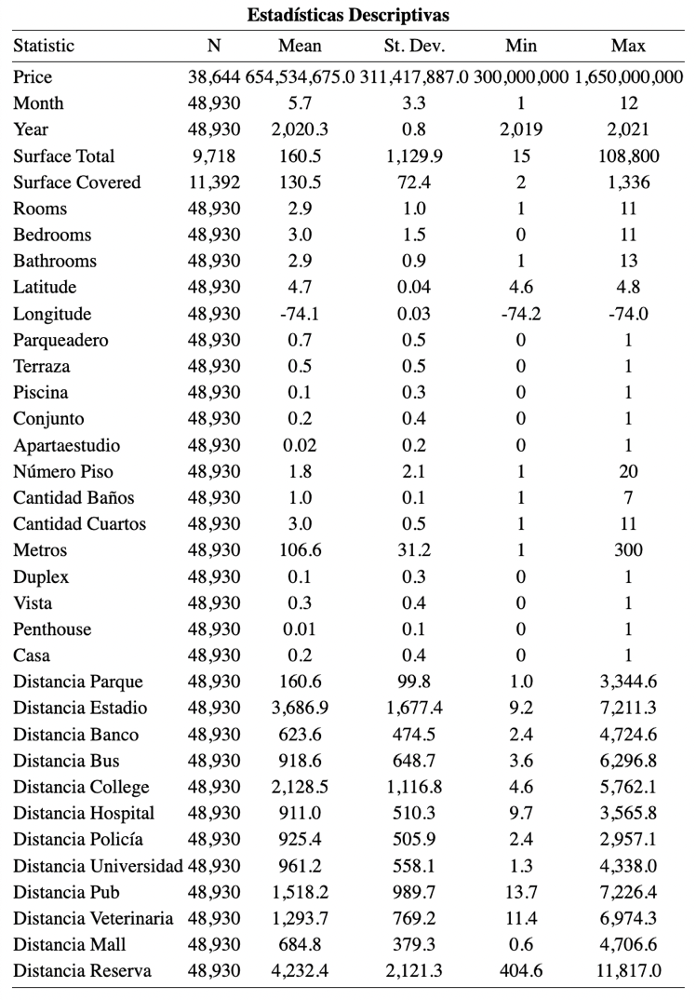 Estadísticas Descriptivas
Statistic N Mean St. Dev. Min Max
Price 38,644 654,534,675.0 311,417,887.0 300,000,000 1,650,000,000
Month 48,930 5.7 3.3 1 12
Year 48,930 2,020.3 0.8 2,019 2,021
Surface Total 9,718 160.5 1,129.9 15 108,800
Surface Covered 11,392 130.5 72.4 2 1,336
Rooms 48,930 2.9 1.0 1 11
Bedrooms 48,930 3.0 1.5 0 11
Bathrooms 48,930 2.9 0.9 1 13
Latitude 48,930 4.7 0.04 4.6 4.8
Longitude 48,930 -74.1 0.03 -74.2 -74.0
Parqueadero 48,930 0.7 0.5 0 1
Terraza 48,930 0.5 0.5 0 1
Piscina 48,930 0.1 0.3 0 1
Conjunto 48,930 0.2 0.4 0 1
Apartaestudio 48,930 0.02 0.2 0 1
Número Piso 48,930 1.8 2.1 1 20
Cantidad Baños 48,930 1.0 0.1 1 7
Cantidad Cuartos 48,930 3.0 0.5 1 11
Metros 48,930 106.6 31.2 1 300
Duplex 48,930 0.1 0.3 0 1
Vista 48,930 0.3 0.4 0 1
Penthouse 48,930 0.01 0.1 0 1
Casa 48,930 0.2 0.4 0 1
Distancia Parque 48,930 160.6 99.8 1.0 3,344.6
Distancia Estadio 48,930 3,686.9 1,677.4 9.2 7,211.3
Distancia Banco 48,930 623.6 474.5 2.4 4,724.6
Distancia Bus 48,930 918.6 648.7 3.6 6,296.8
Distancia College 48,930 2,128.5 1,116.8 4.6 5,762.1
Distancia Hospital 48,930 911.0 510.3 9.7 3,565.8
Distancia Policía 48,930 925.4 505.9 2.4 2,957.1
Distancia Universidad 48,930 961.2 558.1 1.3 4,338.0
Distancia Pub 48,930 1,518.2 989.7 13.7 7,226.4
Distancia Veterinaria 48,930 1,293.7 769.2 11.4 6,974.3
Distancia Mall 48,930 684.8 379.3 0.6 4,706.6
Distancia Reserva 48,930 4,232.4 2,121.3 404.6 11,817.0